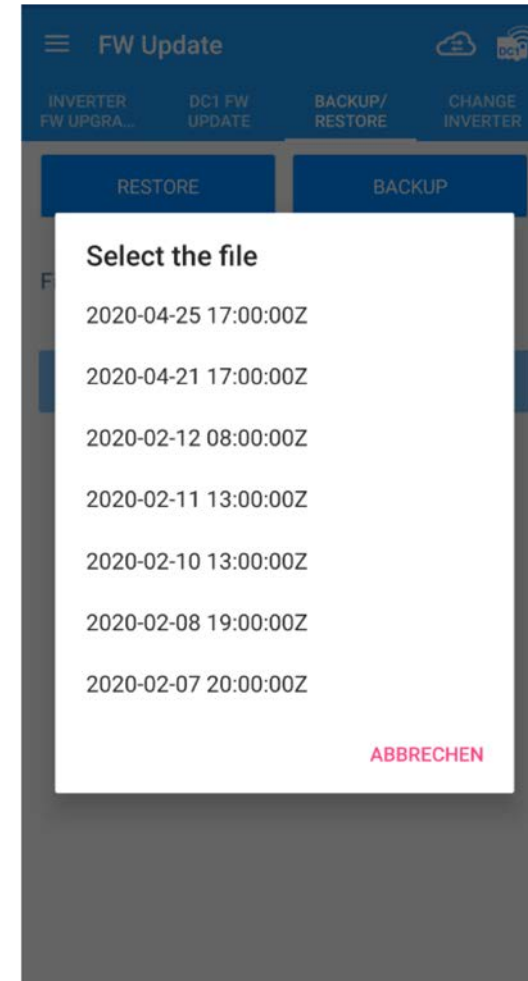 FW Update
DC1
INVERTER
FW UPGRA...
DC1 FW
UPDATE
BACKUP/
RESTORE
CHANGE
INVERTER
RESTORE
BACKUP
F
Select the file
2020-04-25 17:00:00Z
2020-04-21 17:00:00Z
2020-02-12 08:00:00Z
2020-02-11 13:00:00Z
2020-02-10 13:00:00Z
2020-02-08 19:00:00Z
2020-02-07 20:00:00Z
ABBRECHEN